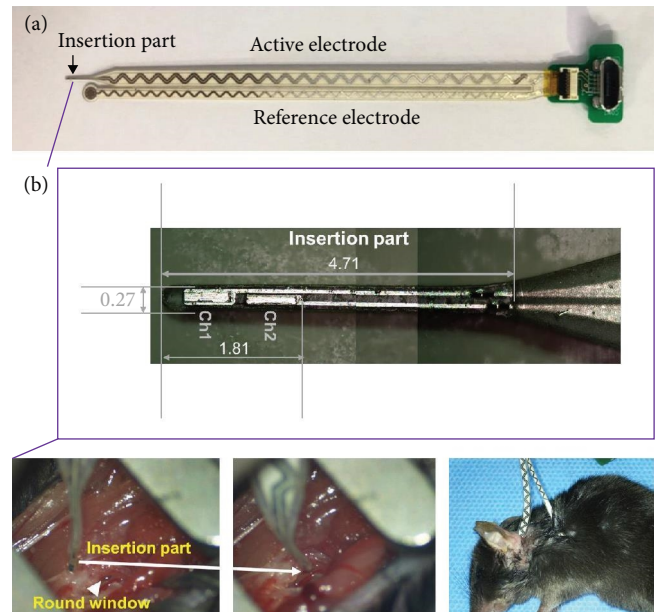 (a)
Insertion part
Active electrode
Reference electrode
(b)
Insertion part
4.71
0.27
Ch1
Ch2
1.81
Insertion part
Round window